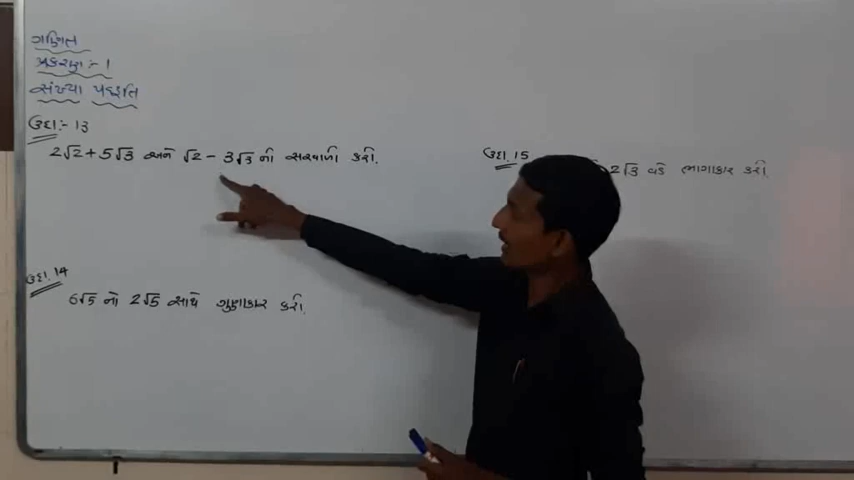 ગણિત
પ્રકરણ :- 1
સંખ્યા પદ્ધતિ
ઉદા :- 13
2√2 + 5√3 અને √2 - 3√3 નો સરવાળો કરો.
ઉદા. 14
6√5 નો 2√5 સાથે ગુણાકાર કરો.
ઉદા. 15
2√3 વડે ભાગાકાર કરો.